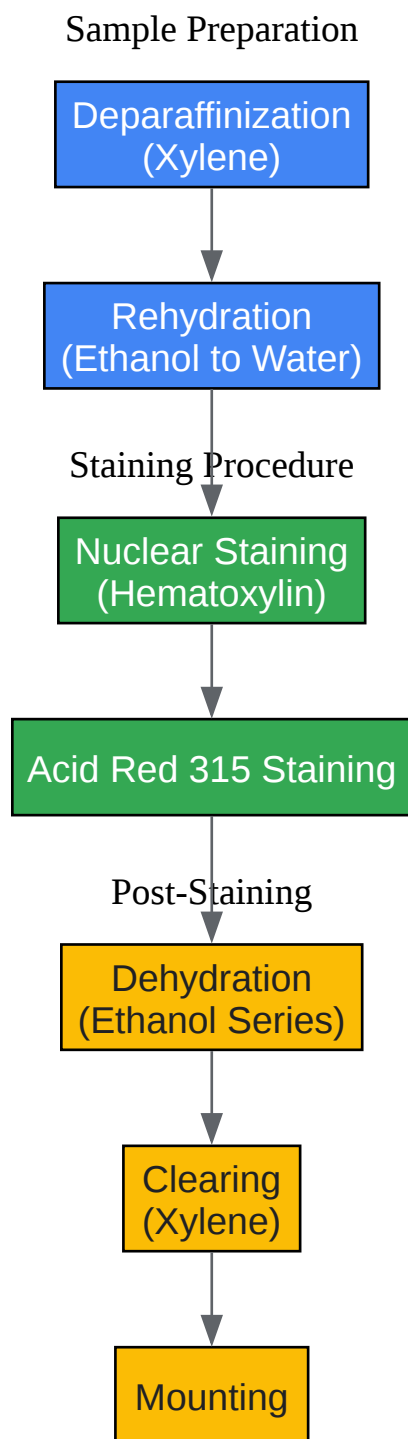 Sample Preparation
Deparaffinization
(Xylene)
Rehydration
(Ethanol to Water)
Staining Procedure
Nuclear Staining
(Hematoxylin)
Acid Red 315 Staining
Post-Staining
Dehydration
(Ethanol Series)
Clearing
(Xylene)
Mounting